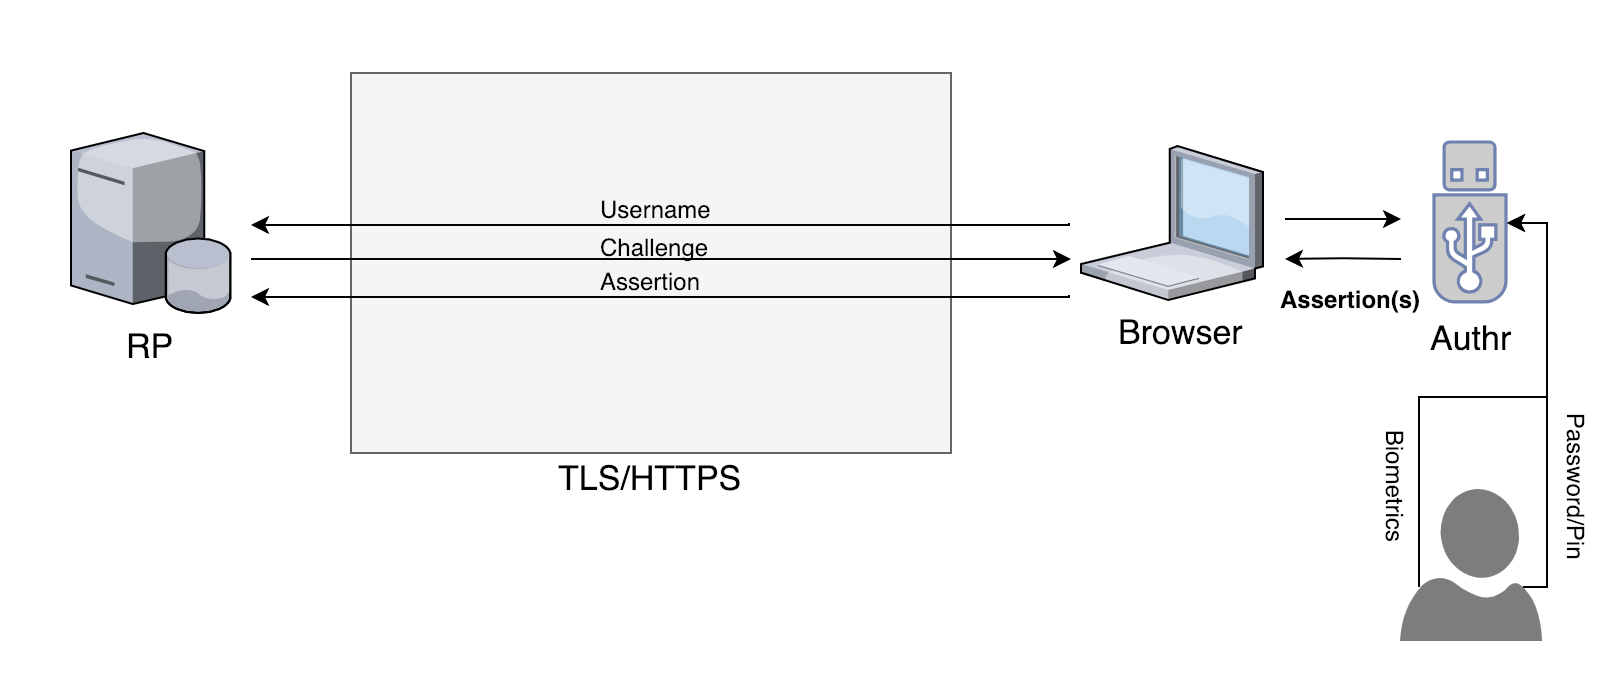 Username
Challenge
Assertion
Assertion(s)
RP
Browser
Authr
TLS/HTTPS
Biometrics
Password/Pin